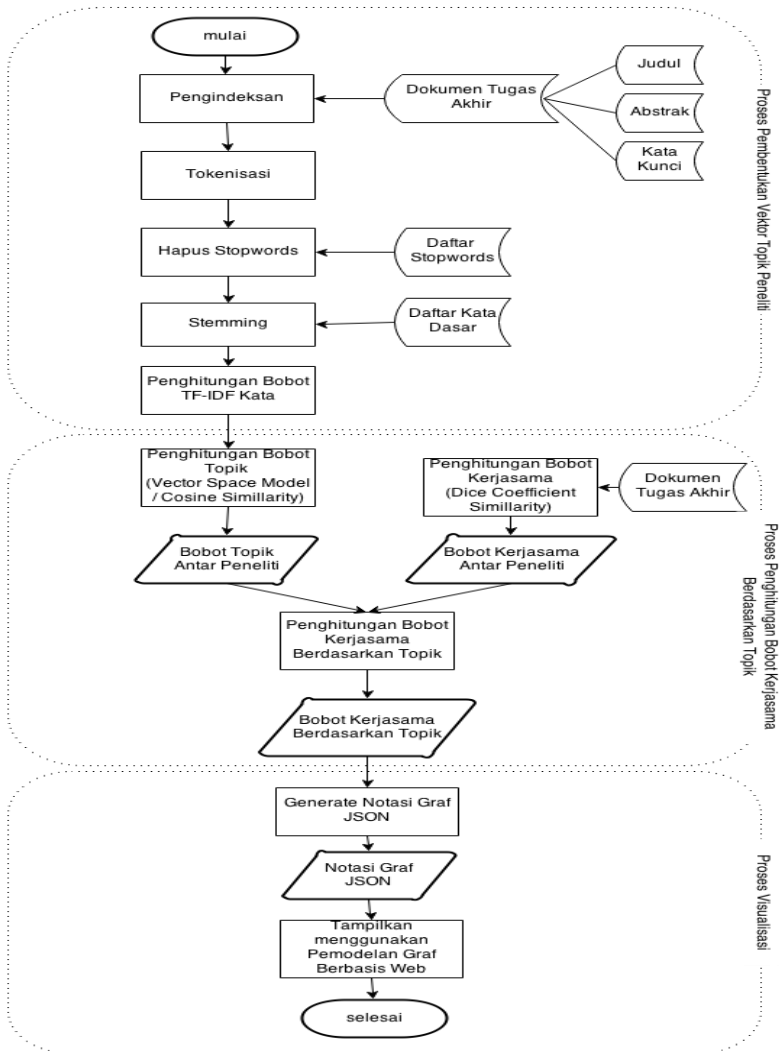 mulai
Pengindeksan
Dokumen Tugas
Akhir
Judul
Abstrak
Kata
Kunci
Tokenisasi
Hapus Stopwords
Daftar
Stopwords
Stemming
Daftar Kata
Dasar
Penghitungan Bobot
TF-IDF Kata
Proses Pembentukan Vektor Topik Peneliti
Penghitungan Bobot
Topik
(Vector Space Model
/ Cosine Simillarity)
Penghitungan Bobot
Kerjasama
(Dice Coefficient
Simillarity)
Dokumen
Tugas Akhir
Bobot Topik
Antar Peneliti
Bobot Kerjasama
Antar Peneliti
Penghitungan Bobot
Kerjasama
Berdasarkan Topik
Bobot Kerjasama
Berdasarkan Topik
Proses Penghitungan Bobot Kerjasama
Berdasarkan Topik
Generate Notasi Graf
JSON
Notasi Graf
JSON
Tampilkan
menggunakan
Pemodelan Graf
Berbasis Web
selesai
Proses Visualisasi